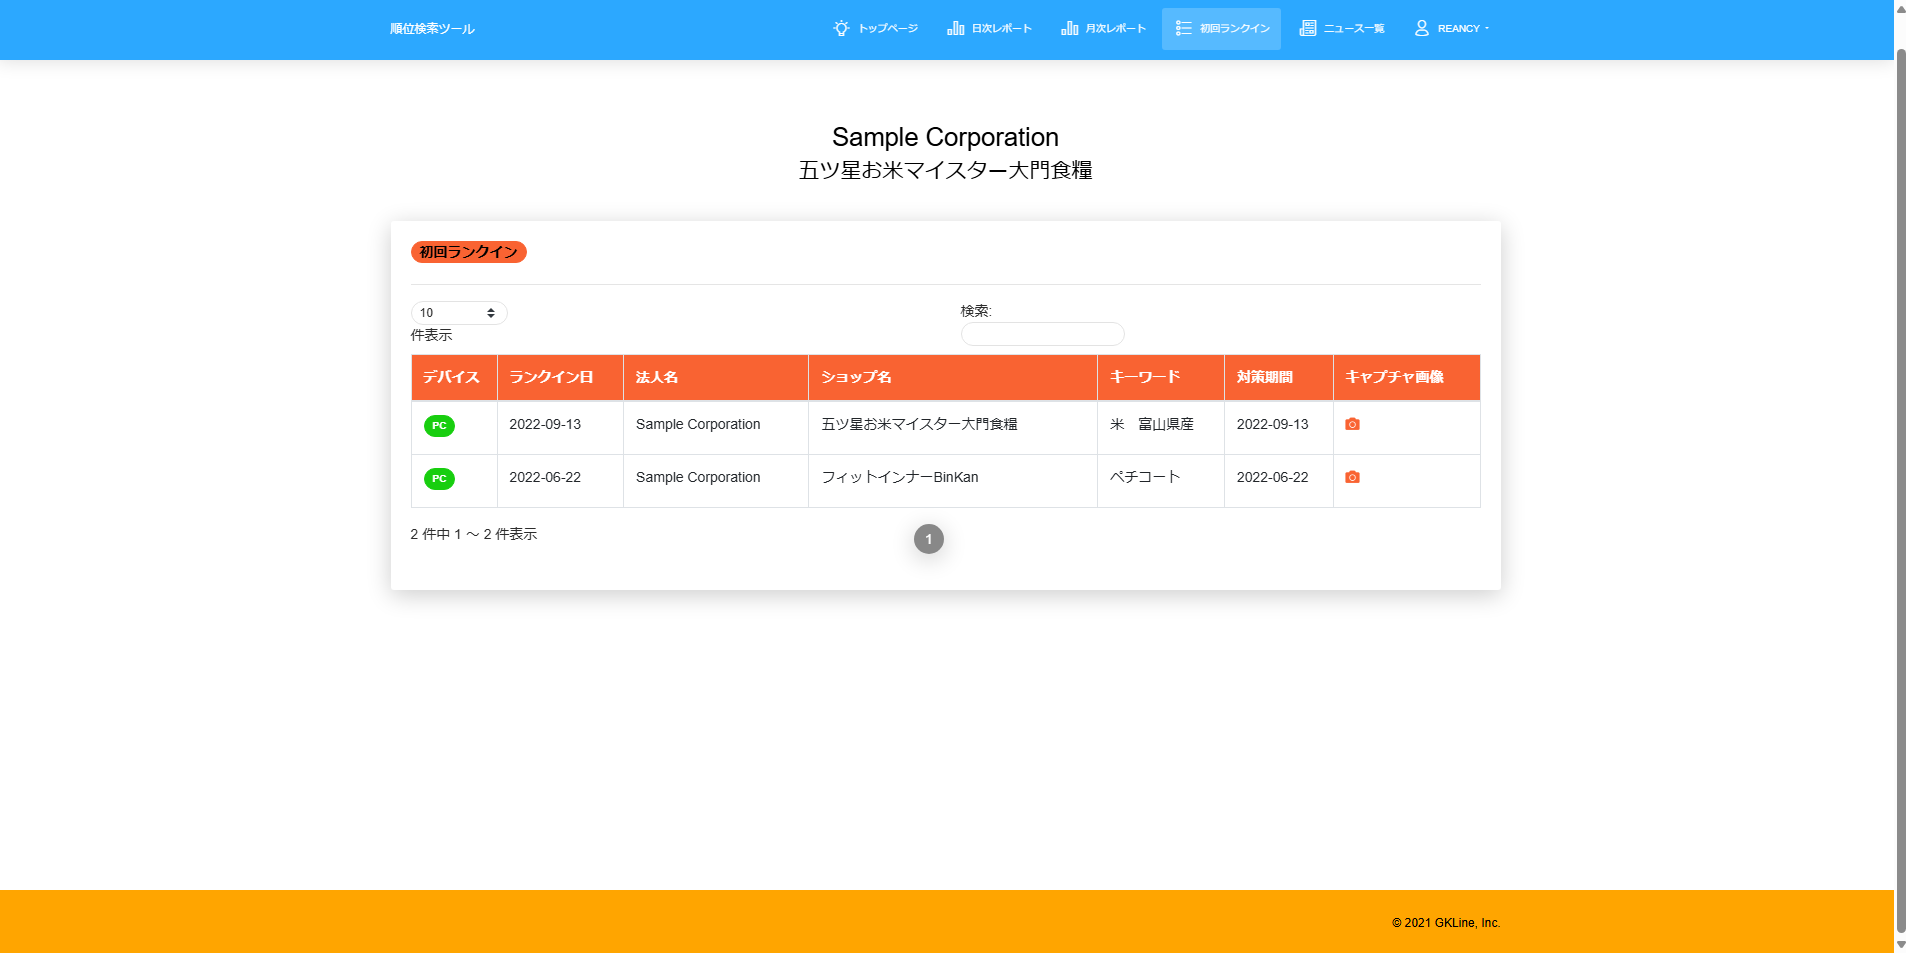 順位検索ツール
トップページ
日次レポート
月次レポート
初回ランクイン
ニュース一覧
REANCY
Sample Corporation
五ツ星お米マイスター大門食糧
初回ランクイン
10
件表示
検索:
デバイス ランクイン日 法人名 ショップ名 キーワード 対策期間 キャプチャ画像
PC 2022-09-13 Sample Corporation 五ツ星お米マイスター大門食糧 米　富山県産 2022-09-13
PC 2022-06-22 Sample Corporation フィットインナーBinKan ペチコート 2022-06-22
2 件中 1 ～ 2 件表示
1
© 2021 GKLine, Inc.